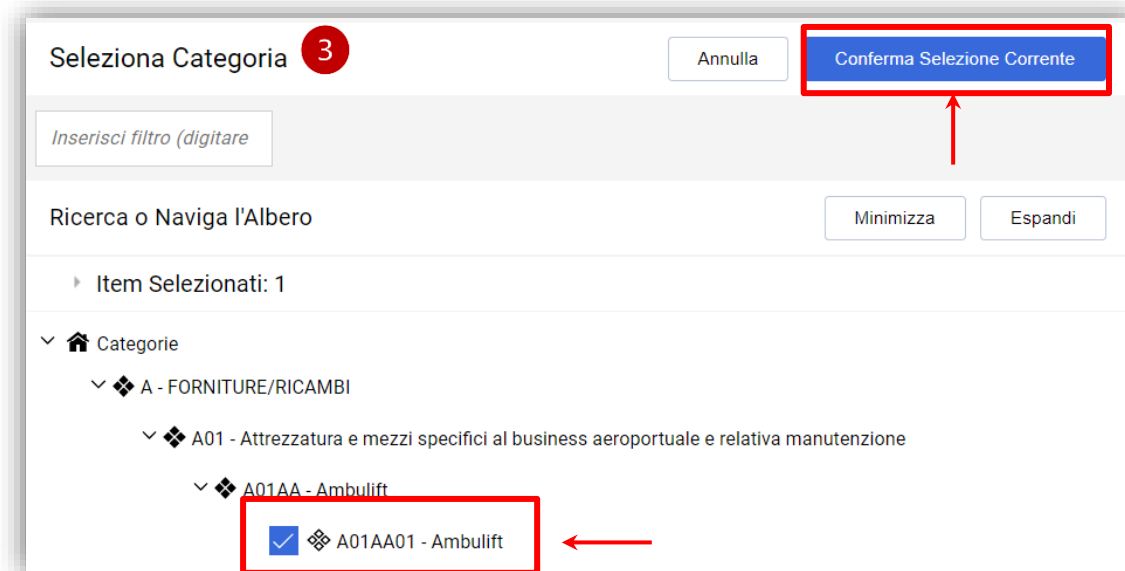 Seleziona Categoria 3 Annulla Conferma Selezione Corrente
Inserisci filtro (digitare
Ricerca o Naviga l'Albero Minimizza Espandi
Item Selezionati: 1
Categorie
A - FORNITURE/RICAMBI
A01 - Attrezzatura e mezzi specifici al business aeroportuale e relativa manutenzione
A01AA - Ambulift
A01AA01 - Ambulift